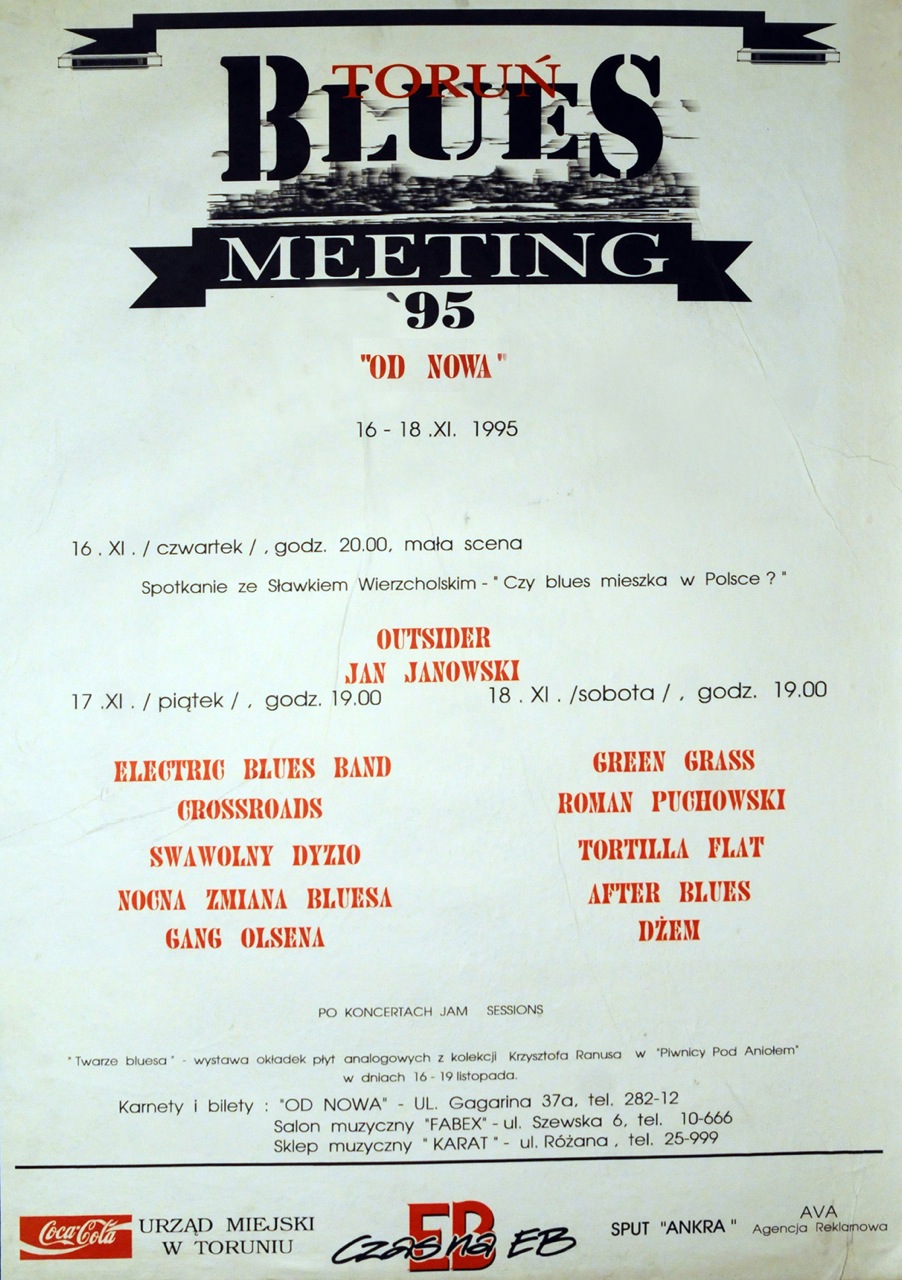 TORUŃ
BLUES
MEETING
`95
"OD NOWA"
16 - 18 .XI. 1995
16 . XI . / czwartek / , godz. 20.00, mała scena
Spotkanie ze Sławkiem Wierzcholskim - " Czy blues mieszka w Polsce ? "
OUTSIDER
JAN JANOWSKI
17 .XI . / piątek / , godz. 19.00
ELECTRIC BLUES BAND
CROSSROADS
SWAWOLNY DYZIO
NOCNA ZMIANA BLUESA
GANG OLSENA
18 . XI . /sobota / , godz. 19.00
GREEN GRASS
ROMAN PUCHOWSKI
TORTILLA FLAT
AFTER BLUES
DŻEM
PO KONCERTACH JAM SESSIONS
" Twarze bluesa " - wystawa okładek płyt analogowych z kolekcji Krzysztofa Ranusa w "Piwnicy Pod Aniołem"
w dniach 16 - 19 listopada.
Karnety i bilety : "OD NOWA" - UL. Gagarina 37a, tel. 282-12
Salon muzyczny "FABEX" - ul. Szewska 6, tel. 10-666
Sklep muzyczny " KARAT " - ul. Różana , tel. 25-999
Coca-Cola
URZĄD MIEJSKI
W TORUNIU
EB
Czas na EB
SPUT "ANKRA "
AVA
Agencja Reklamowa